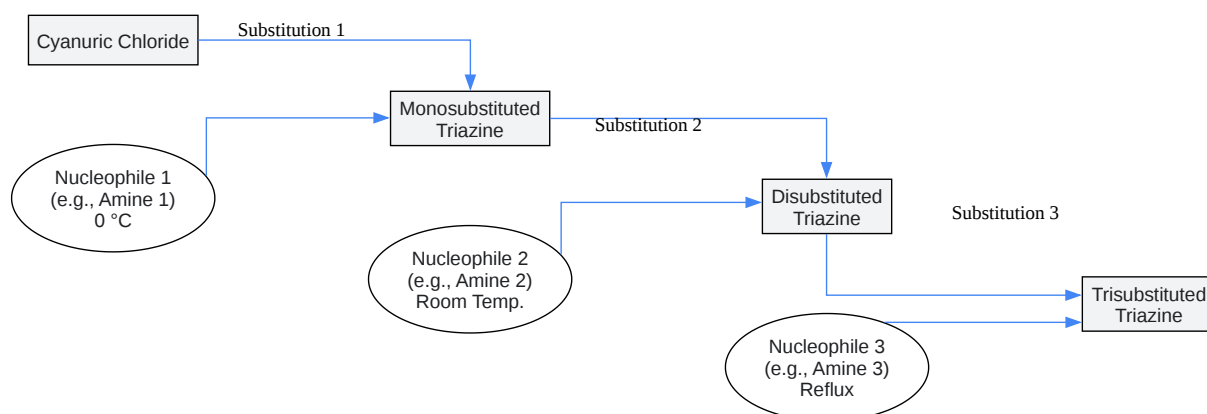 Substitution 1
Cyanuric Chloride
Monosubstituted
Triazine
Substitution 2
Nucleophile 1
(e.g., Amine 1)
0 °C
Disubstituted
Triazine
Substitution 3
Nucleophile 2
(e.g., Amine 2)
Room Temp.
Trisubstituted
Triazine
Nucleophile 3
(e.g., Amine 3)
Reflux